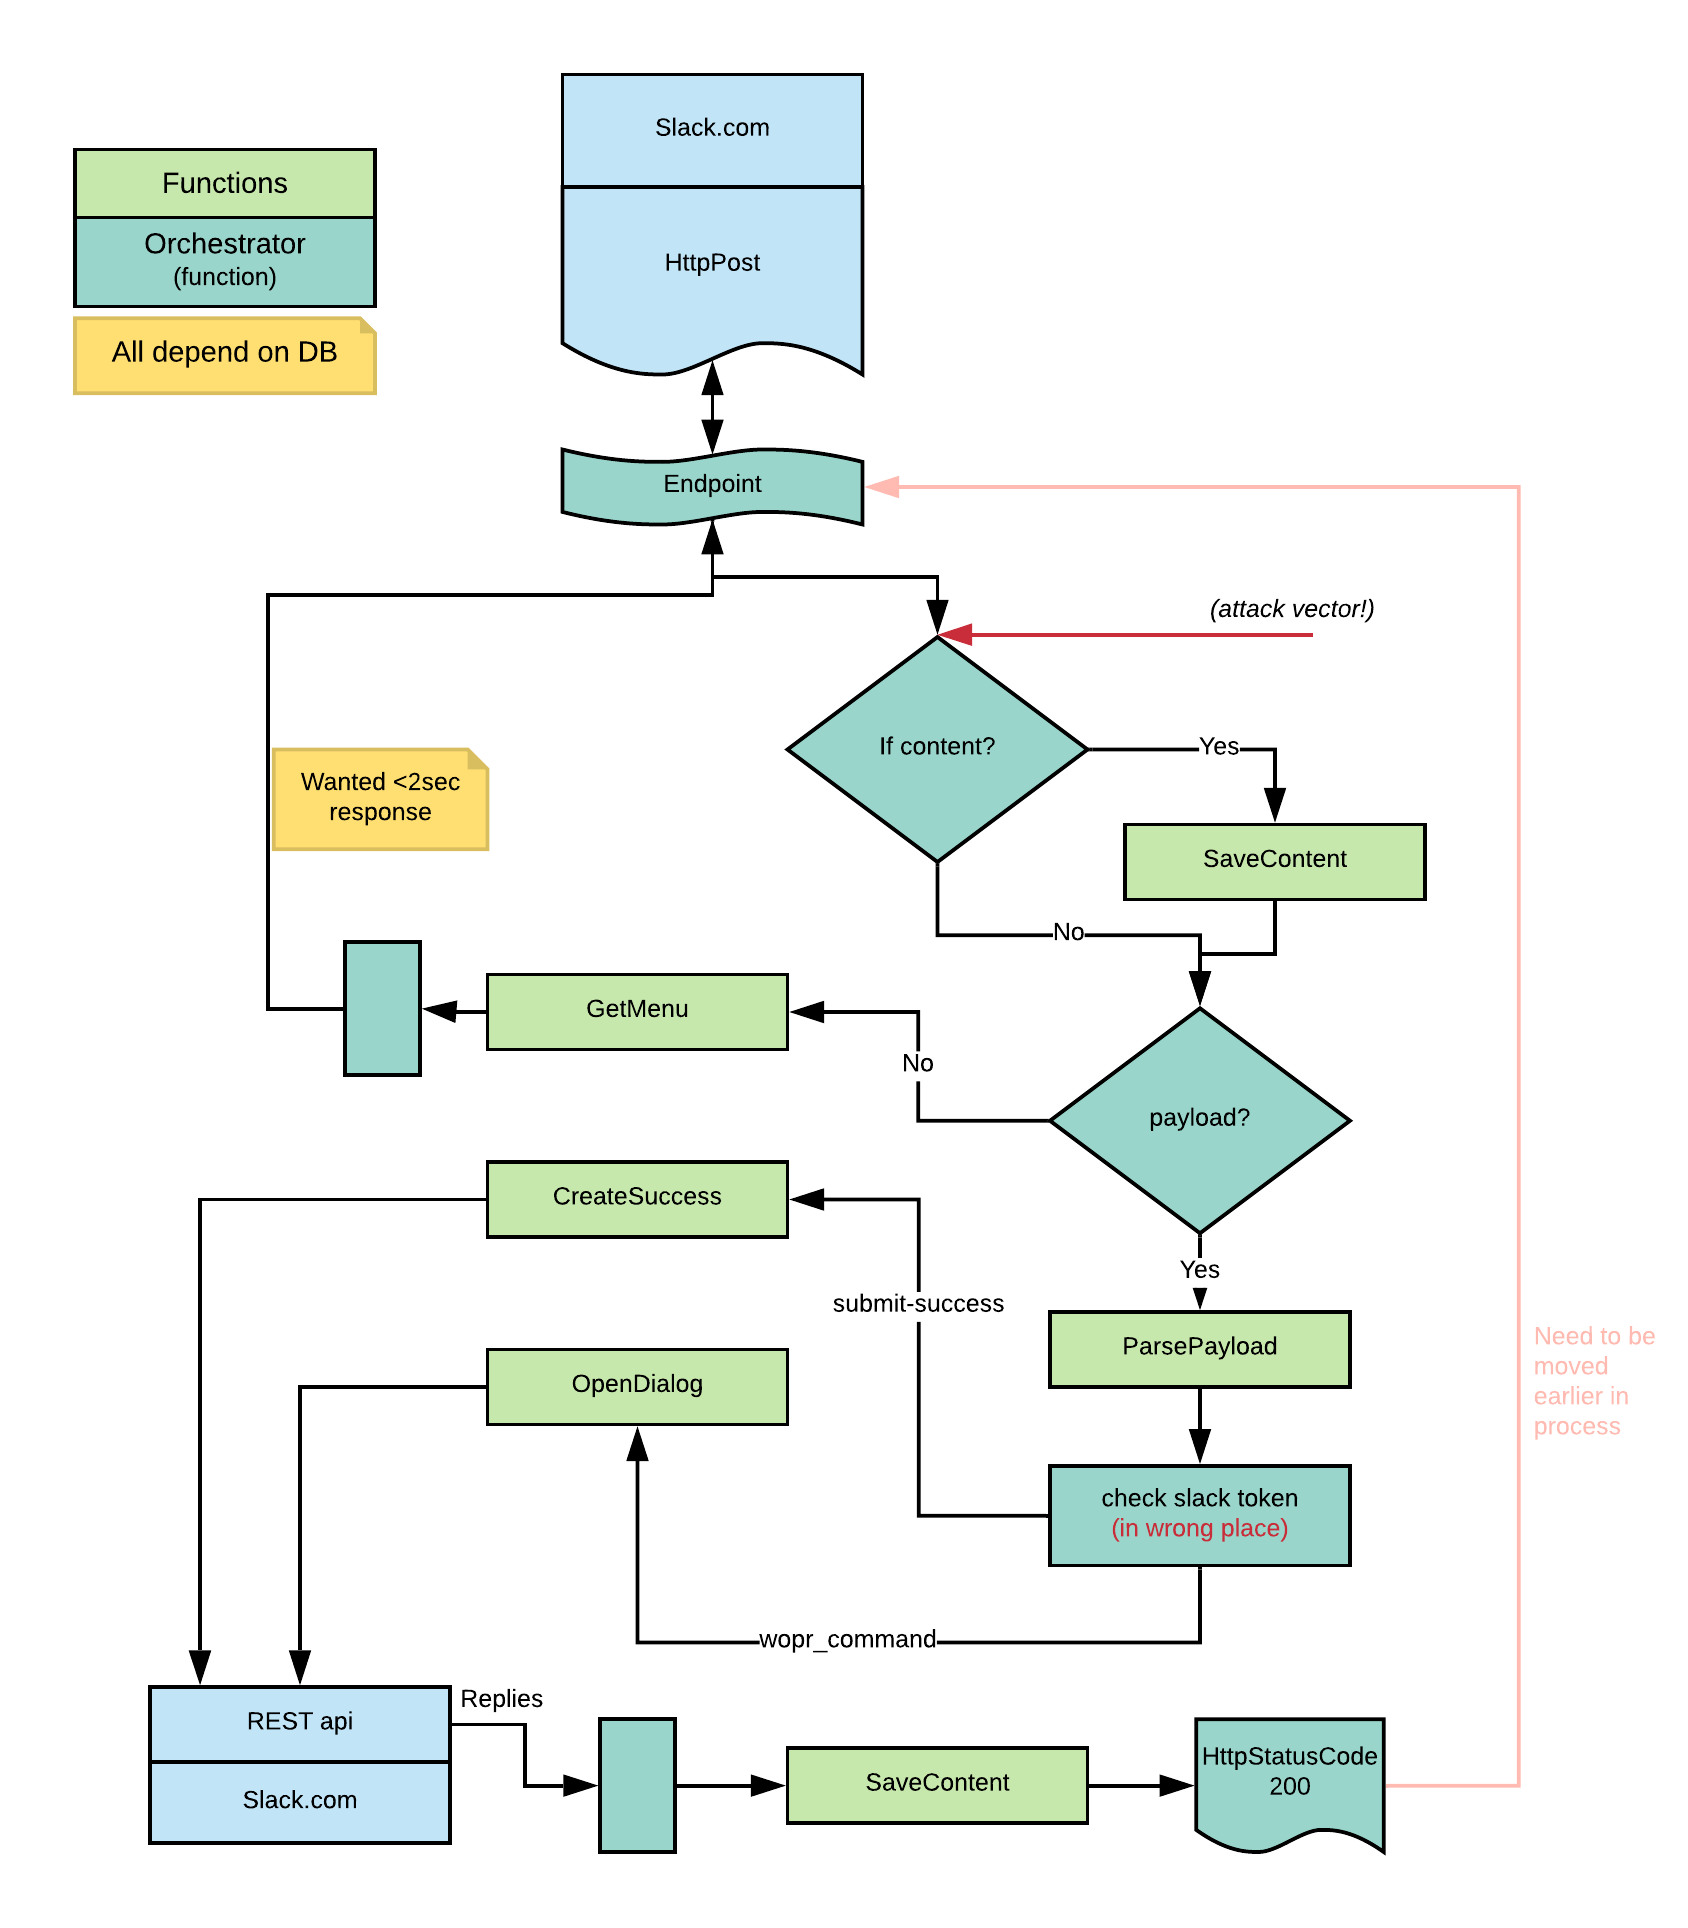 Slack.com
Functions
Orchestrator
(function)
HttpPost
All depend on DB
Endpoint
(attack vector!)
If content?
Yes
Wanted <2sec
response
SaveContent
No
GetMenu
No
payload?
CreateSuccess
Yes
submit-success
ParsePayload
Need to be
moved
earlier in
process
OpenDialog
check slack token
(in wrong place)
wopr_command
Replies
REST api
Slack.com
SaveContent
HttpStatusCode
200